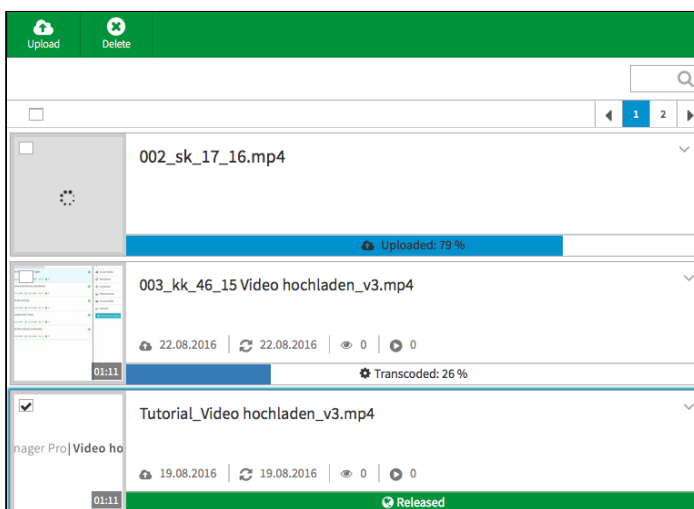 Upload Delete
1 2
002_sk_17_16.mp4
Uploaded: 79 %
003_kk_46_15 Video hochladen_v3.mp4
22.08.2016 22.08.2016 0 0
01:11
Transcoded: 26 %
Tutorial_Video hochladen_v3.mp4
nager Pro| Video ho
19.08.2016 19.08.2016 0 0
01:11
Released